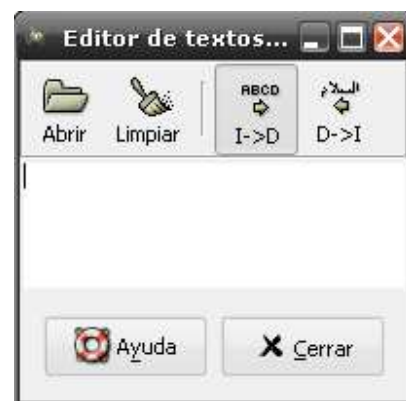 Editor de textos...
ABCD السلام
Abrir Limpiar I->D D->I
Ayuda Cerrar